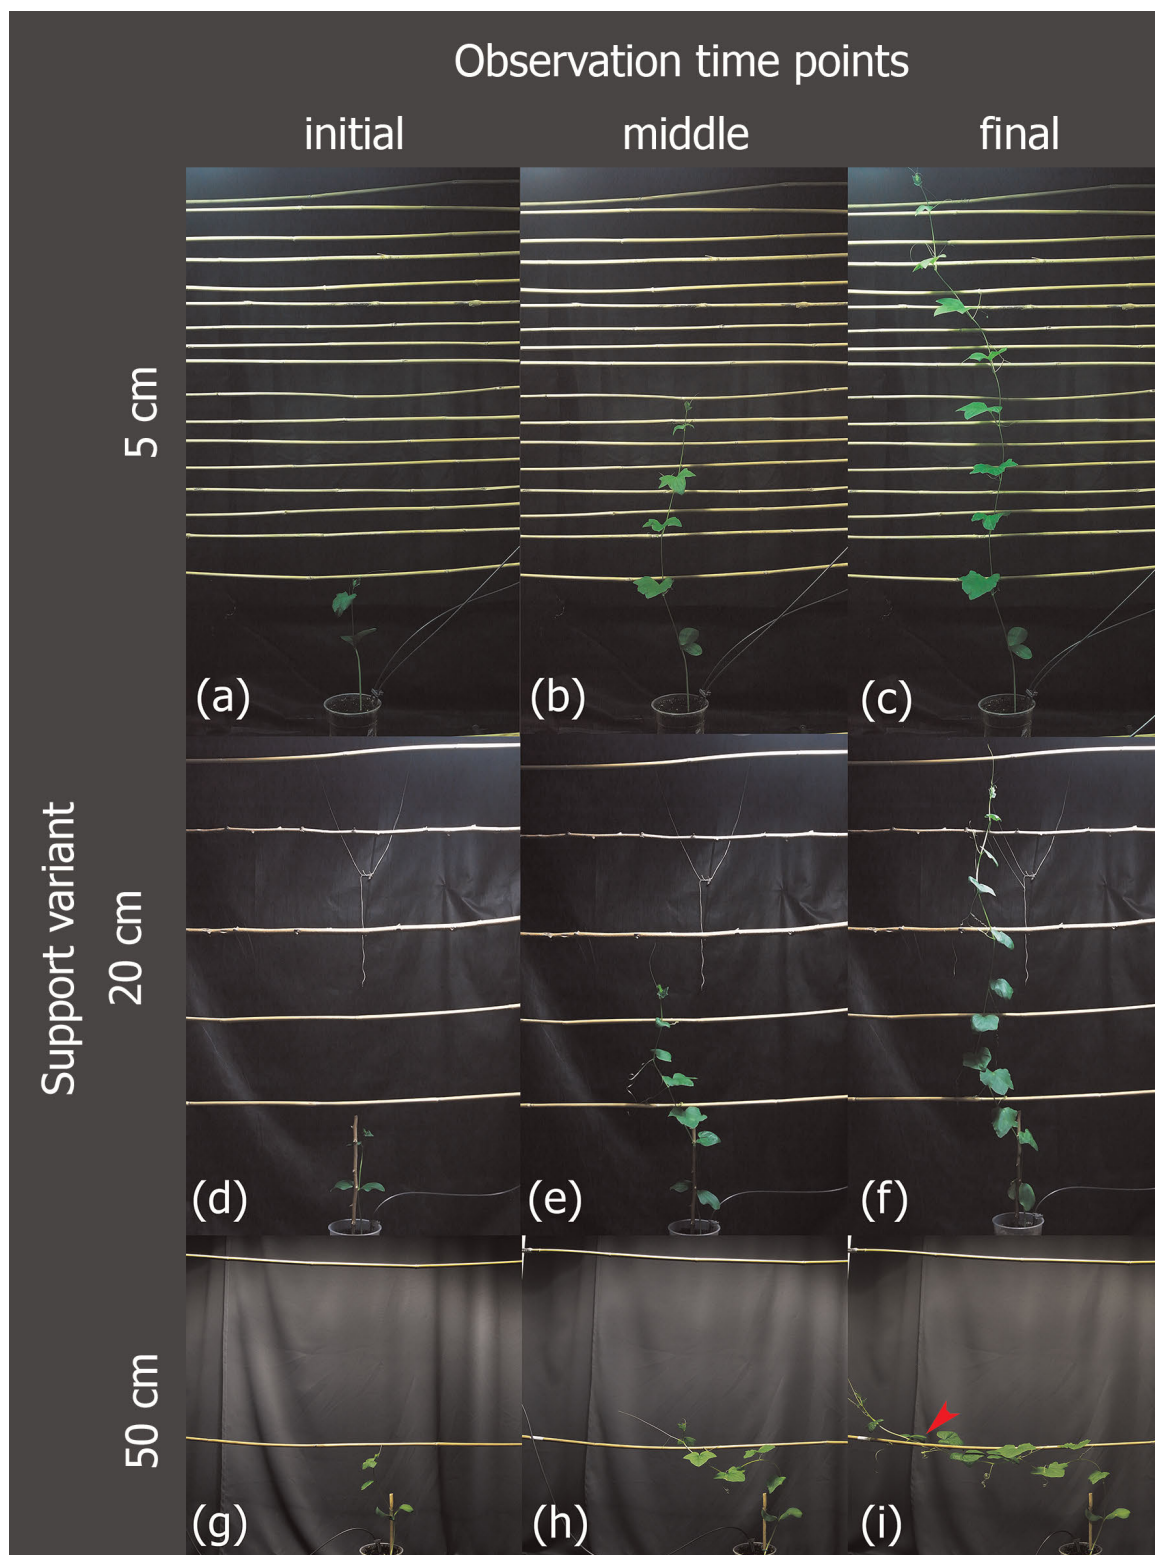 Observation time points
initial middle final
5 cm
(a) (b) (c)
Support variant
20 cm
(d) (e) (f)
50 cm
(g) (h) (i)